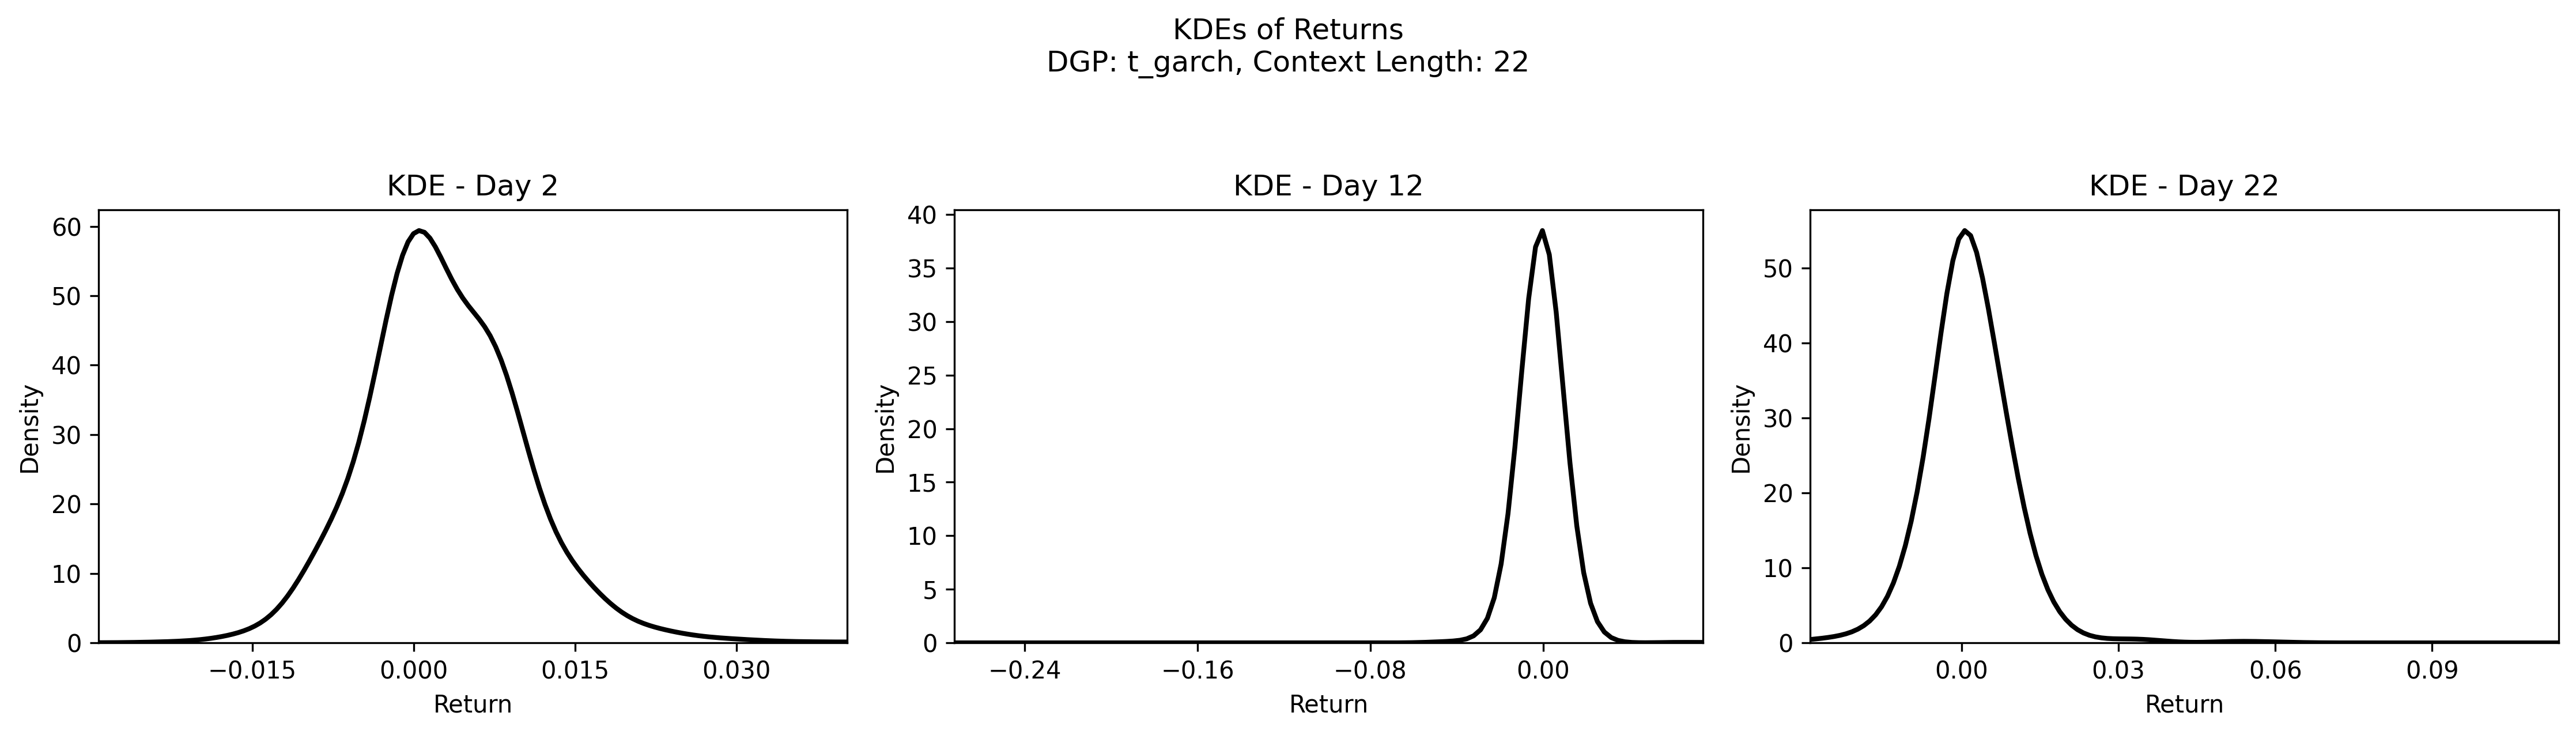 KDEs of Returns
DGP: t_garch, Context Length: 22
KDE - Day 2
60
50
40
30
20
10
0
Density
−0.015 0.000 0.015 0.030
Return
KDE - Day 12
40
35
30
25
20
15
10
5
0
Density
−0.24 −0.16 −0.08 0.00
Return
KDE - Day 22
50
40
30
20
10
0
Density
0.00 0.03 0.06 0.09
Return